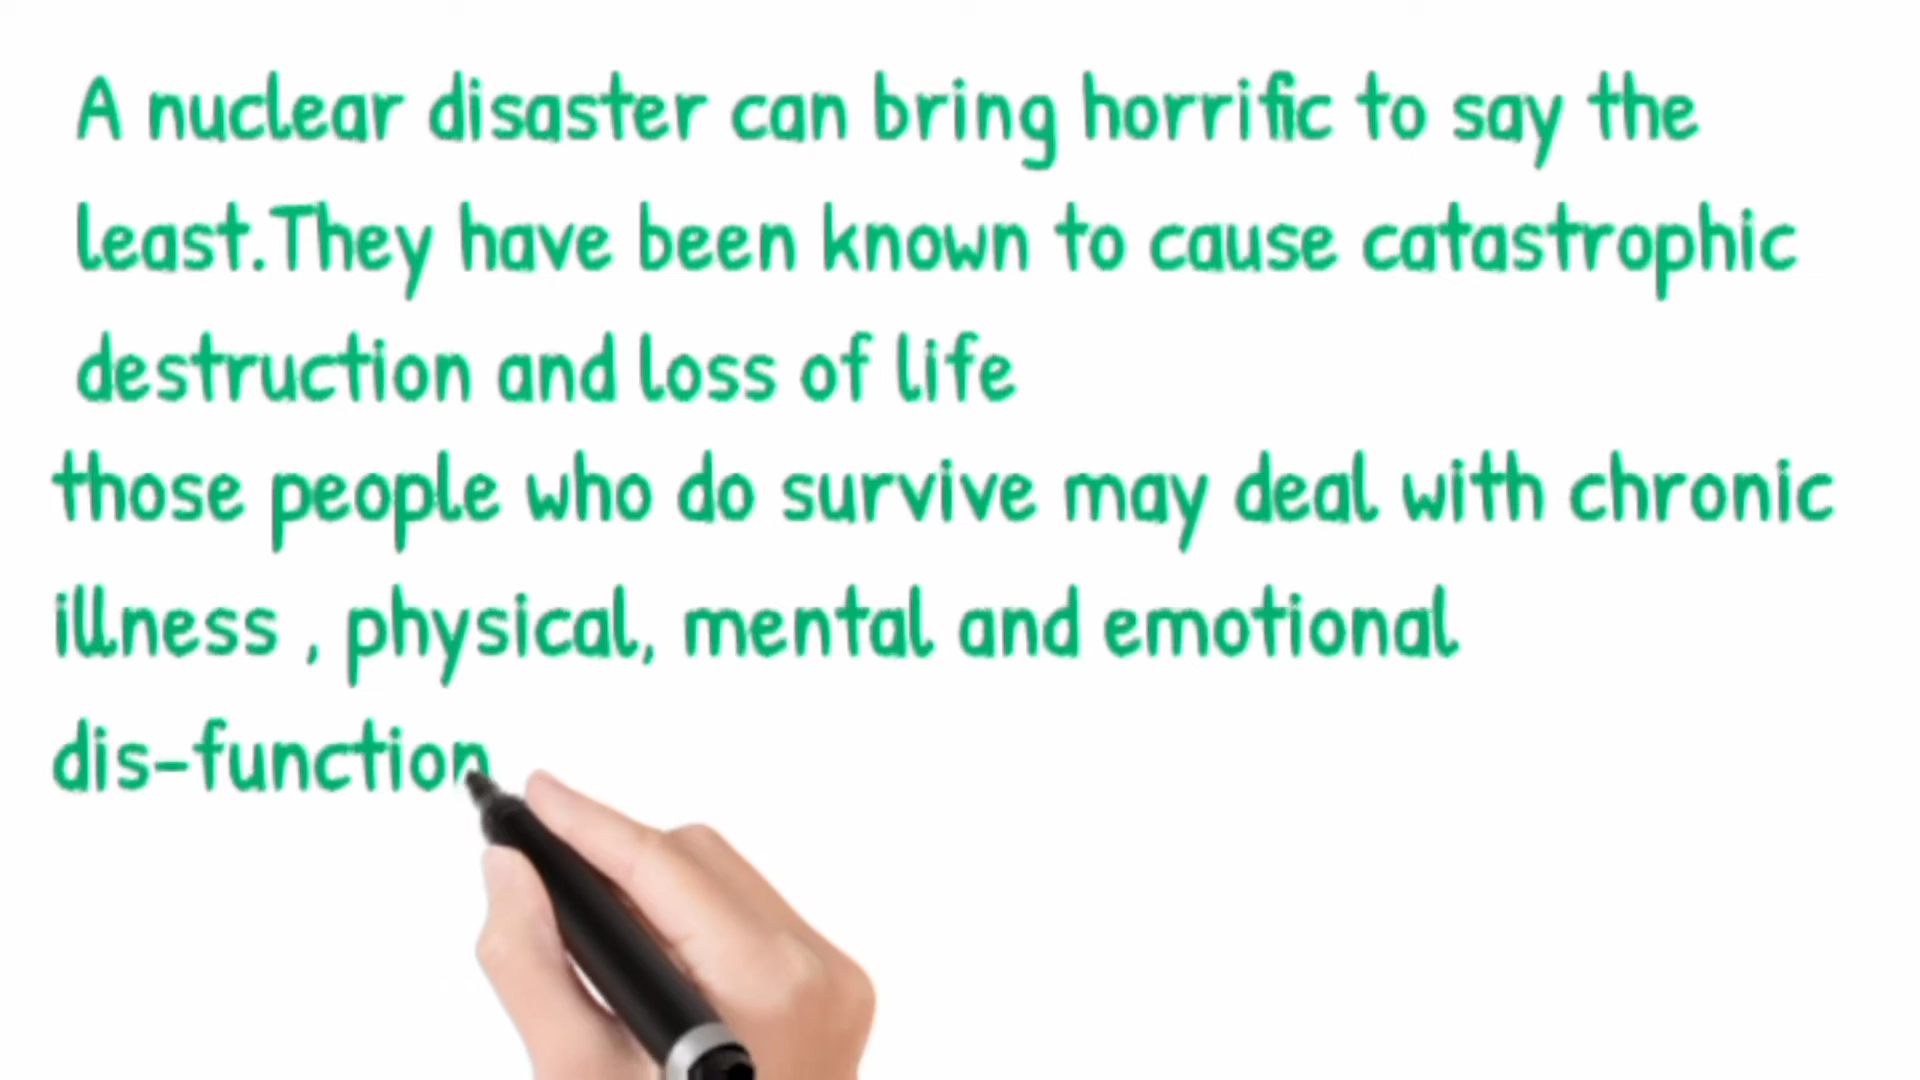 A nuclear disaster can bring horrific to say the
least.They have been known to cause catastrophic
destruction and loss of life
those people who do survive may deal with chronic
illness , physical, mental and emotional
dis-function